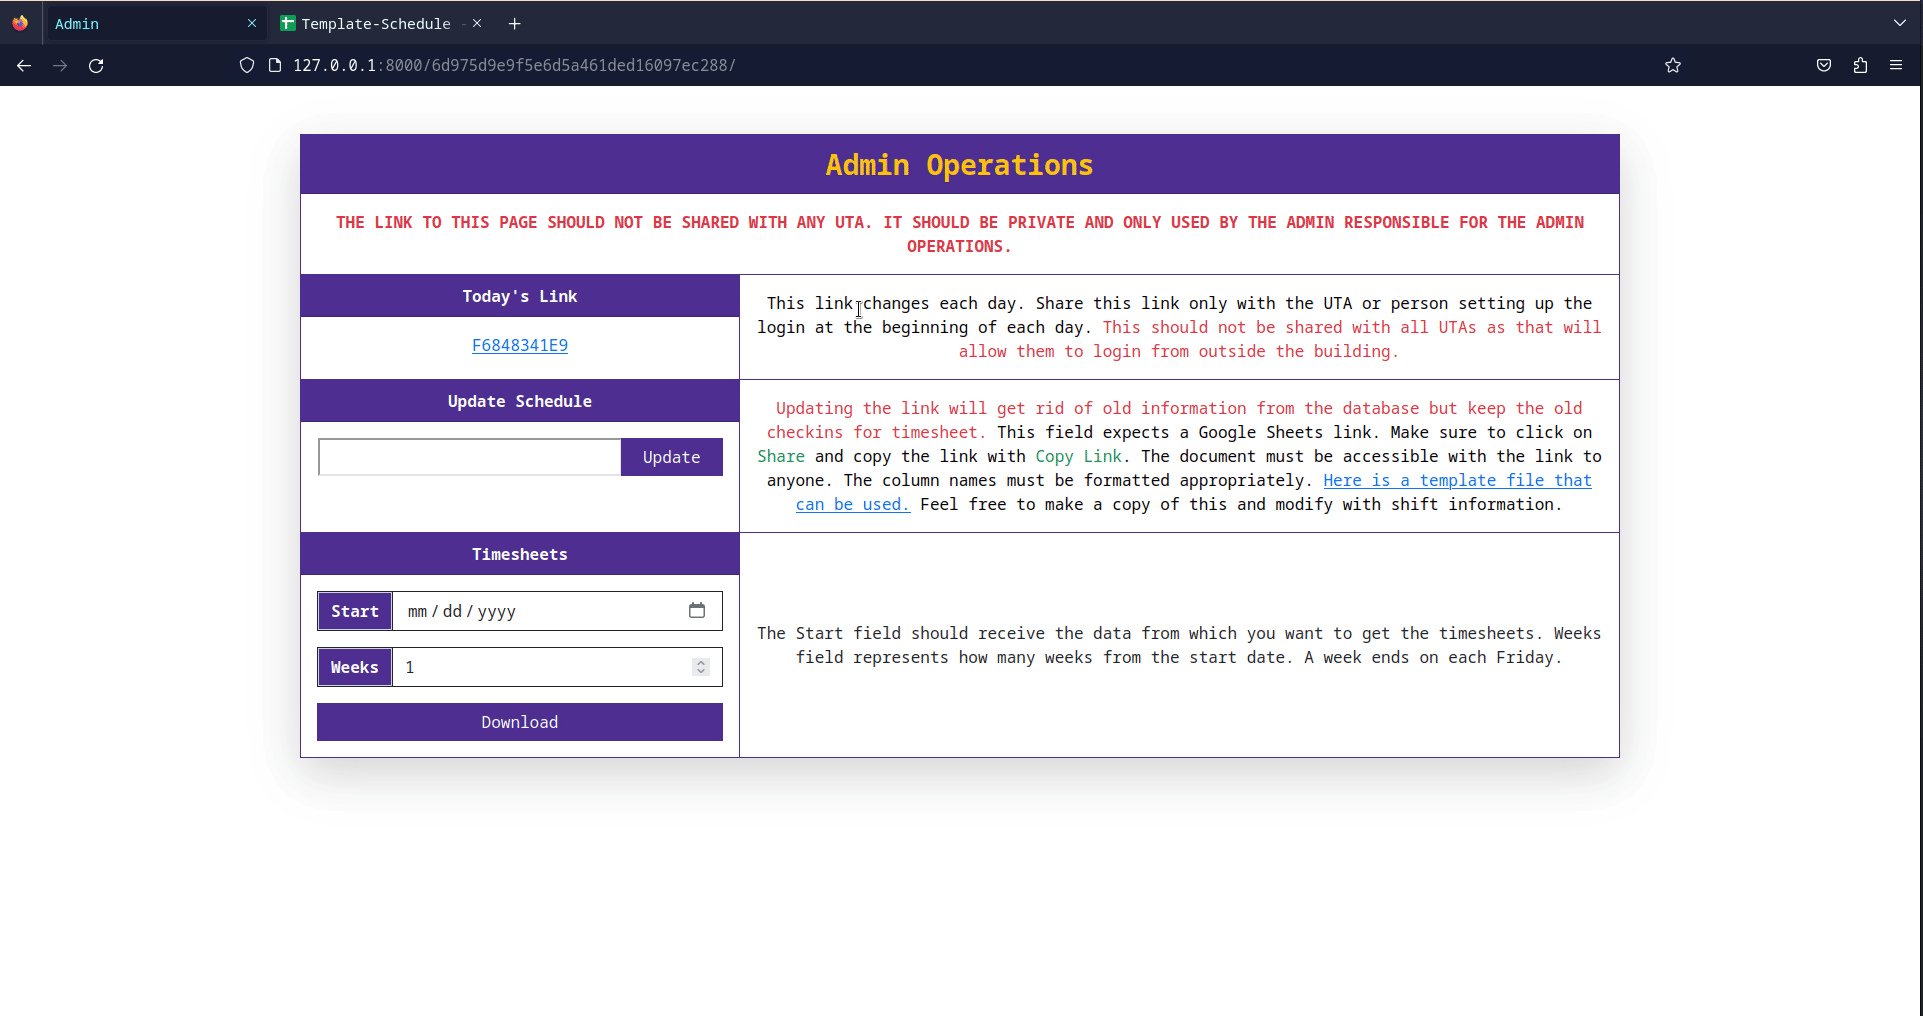 Admin
Template-Schedule -
127.0.0.1:8000/6d975d9e9f5e6d5a461ded16097ec288/
Admin Operations
THE LINK TO THIS PAGE SHOULD NOT BE SHARED WITH ANY UTA. IT SHOULD BE PRIVATE AND ONLY USED BY THE ADMIN RESPONSIBLE FOR THE ADMIN
OPERATIONS.
Today's Link
F6848341E9
This link changes each day. Share this link only with the UTA or person setting up the
login at the beginning of each day. This should not be shared with all UTAs as that will
allow them to login from outside the building.
Update Schedule
Update
Updating the link will get rid of old information from the database but keep the old
checkins for timesheet. This field expects a Google Sheets link. Make sure to click on
Share and copy the link with Copy Link. The document must be accessible with the link to
anyone. The column names must be formatted appropriately. Here is a template file that
can be used. Feel free to make a copy of this and modify with shift information.
Timesheets
Start mm / dd / yyyy
Weeks 1
Download
The Start field should receive the data from which you want to get the timesheets. Weeks
field represents how many weeks from the start date. A week ends on each Friday.